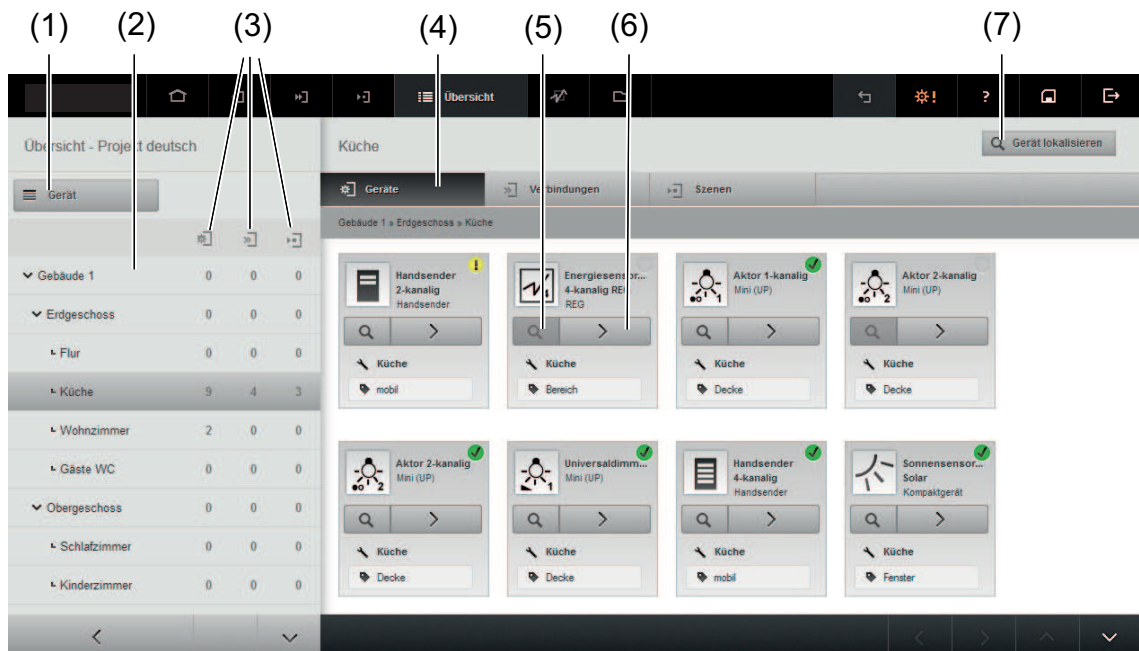 (1) (2) (3) (4) (5) (6) (7)
Übersicht
?
Übersicht - Projekt deutsch
Küche
Gerät lokalisieren
Gerät
Geräte
Verbindungen
Szenen
Gebäude 1 » Erdgeschoss » Küche
Gebäude 1 0 0 0
Erdgeschoss 0 0 0
Flur 0 0 0
Küche 9 4 3
Wohnzimmer 2 0 0
Gäste WC 0 0 0
Obergeschoss 0 0 0
Schlafzimmer 0 0 0
Kinderzimmer 0 0 0
Handsender
2-kanalig
Handsender
Küche
mobil
Energiesensor...
4-kanalig REG
REG
Küche
Bereich
1
Aktor 1-kanalig
Mini (UP)
Küche
Decke
2
Aktor 2-kanalig
Mini (UP)
Küche
Decke
2
Aktor 2-kanalig
Mini (UP)
Küche
Decke
1
Universaldimm...
Mini (UP)
Küche
Decke
Handsender
4-kanalig
Handsender
Küche
mobil
Sonnensensor...
Solar
Kompaktgerät
Küche
Fenster